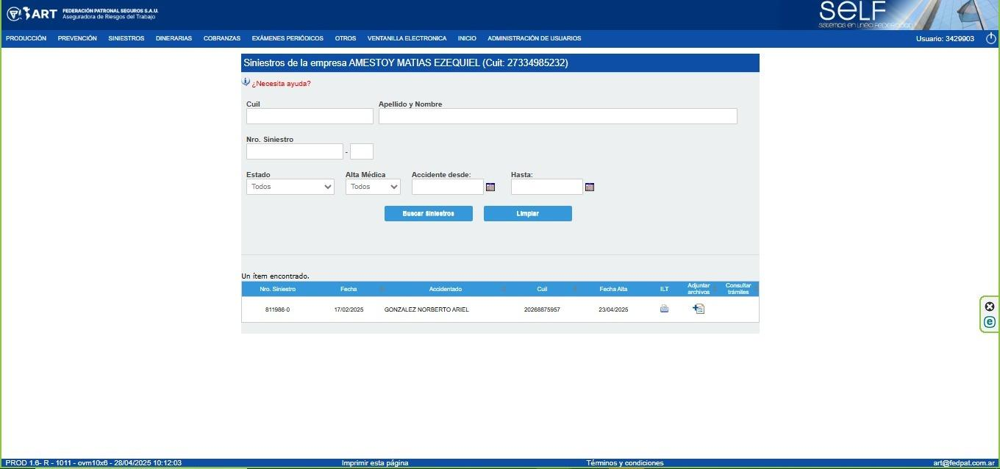 ART FEDERACIÓN PATRONAL SEGUROS S.A.U.
Aseguradora de Riesgos del Trabajo
SELF
sistemas en línea federación
PRODUCCIÓN PREVENCIÓN SINIESTROS DINERARIAS COBRANZAS EXÁMENES PERIÓDICOS OTROS VENTANILLA ELECTRONICA INICIO ADMINISTRACIÓN DE USUARIOS Usuario: 3429903
Siniestros de la empresa AMESTOY MATIAS EZEQUIEL (Cuit: 27334985232)
¿Necesita ayuda?
Cuil Apellido y Nombre
Nro. Siniestro
-
Estado Alta Médica Accidente desde: Hasta:
Todos Todos
Buscar Siniestros Limpiar
Un ítem encontrado.
Nro. Siniestro Fecha Accidentado Cuil Fecha Alta ILT Adjuntar archivos Consultar trámites
811986-0 17/02/2025 GONZALEZ NORBERTO ARIEL 20268875957 23/04/2025
PROD 1.6- R - 1011 - ovm10x6 - 28/04/2025 10:12:03 Imprimir esta página Términos y condiciones art@fedpat.com.ar